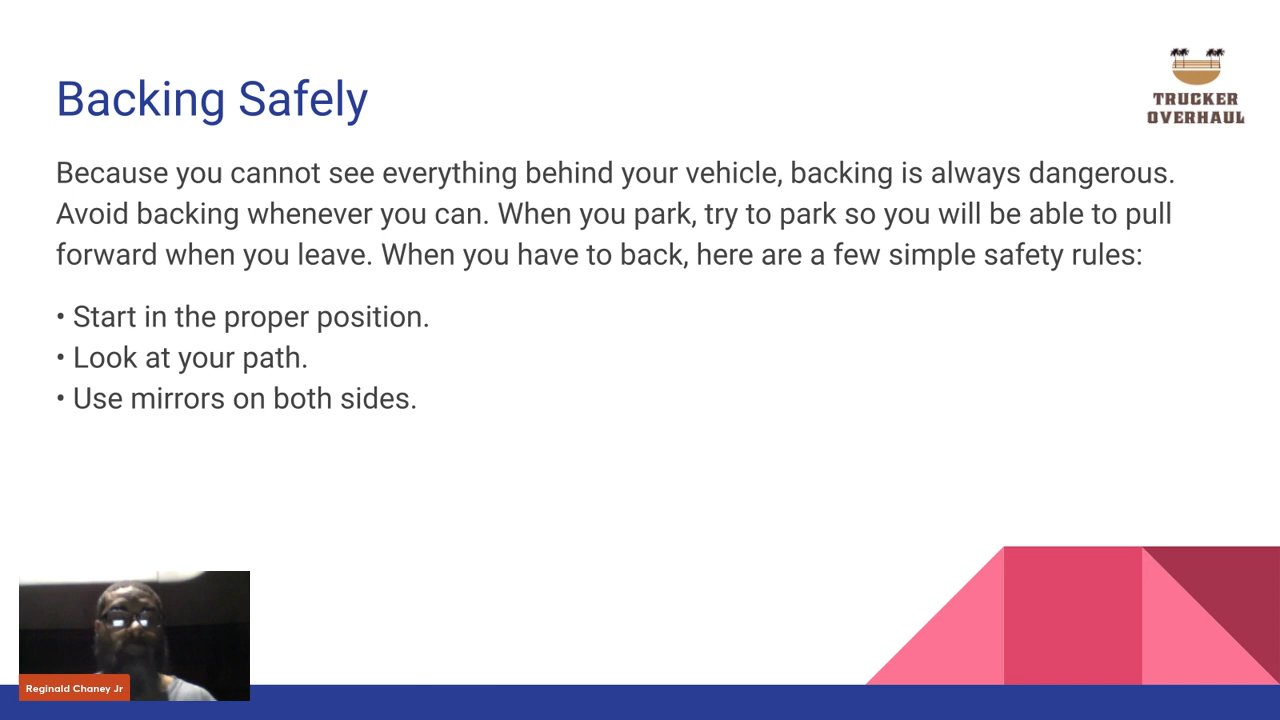 Backing Safely
TRUCKER
OVERHAUL
Because you cannot see everything behind your vehicle, backing is always dangerous.
Avoid backing whenever you can. When you park, try to park so you will be able to pull
forward when you leave. When you have to back, here are a few simple safety rules:
• Start in the proper position.
• Look at your path.
• Use mirrors on both sides.
Reginald Chaney Jr